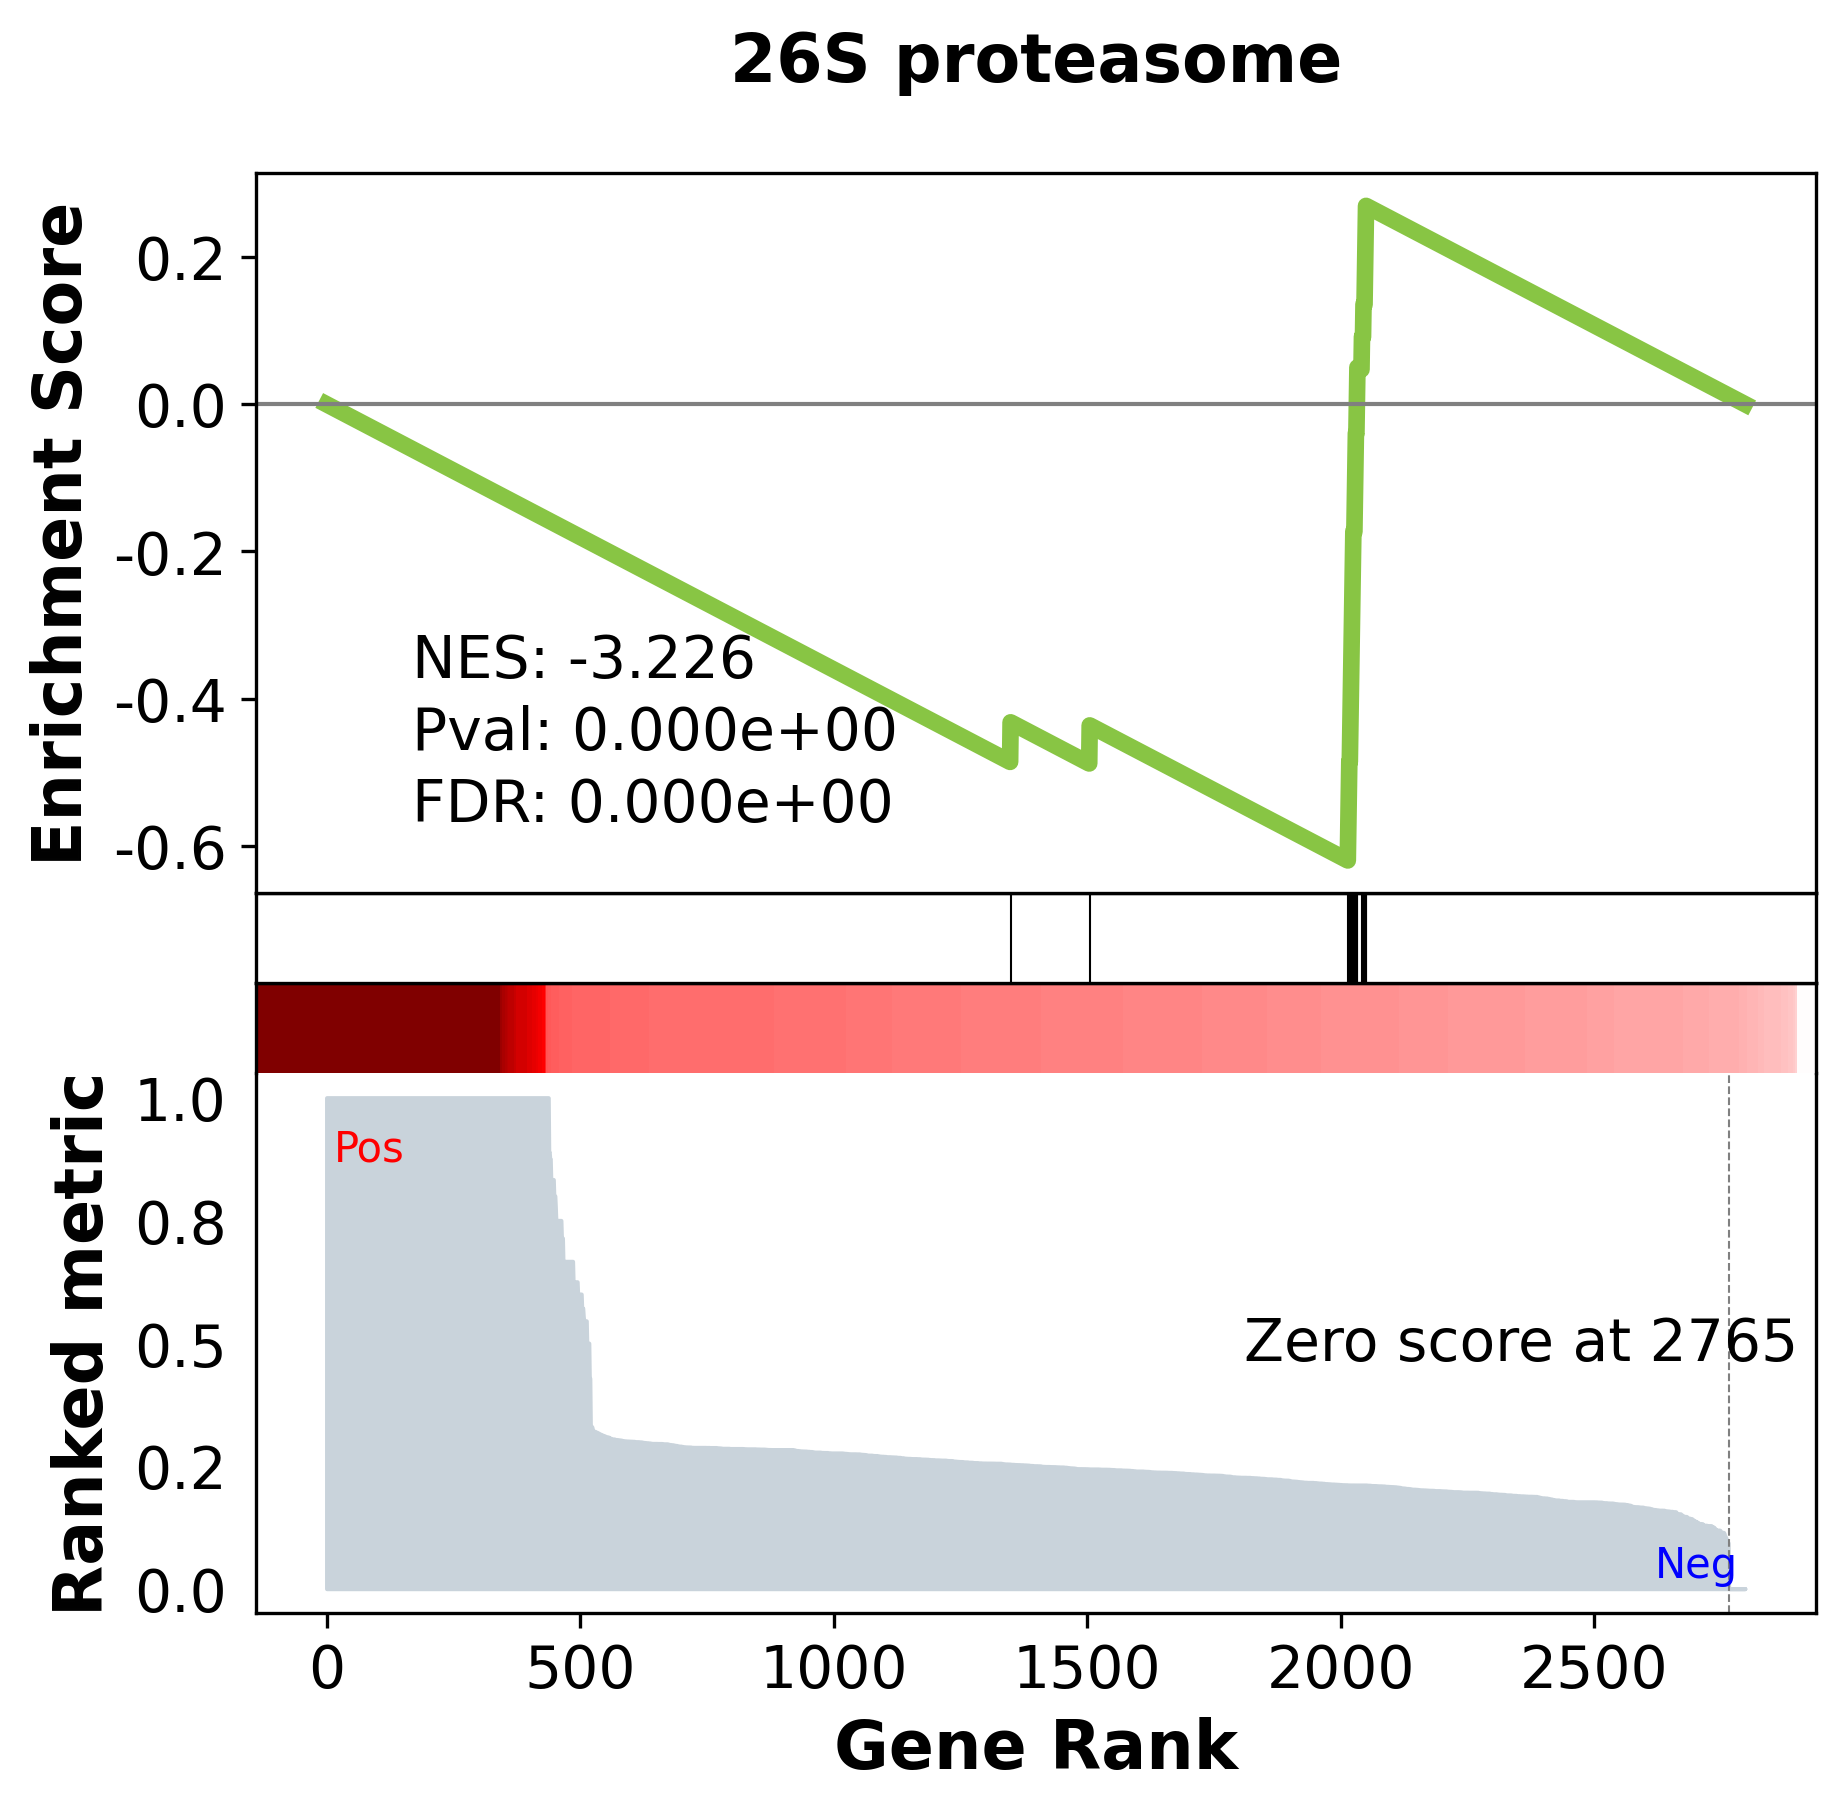 26S proteasome
Enrichment Score
0.2
0.0
-0.2
-0.4
-0.6
NES: -3.226
Pval: 0.000e+00
FDR: 0.000e+00
Ranked metric
1.0
0.8
0.5
0.2
0.0
Pos
Zero score at 2765
Neg
0 500 1000 1500 2000 2500
Gene Rank